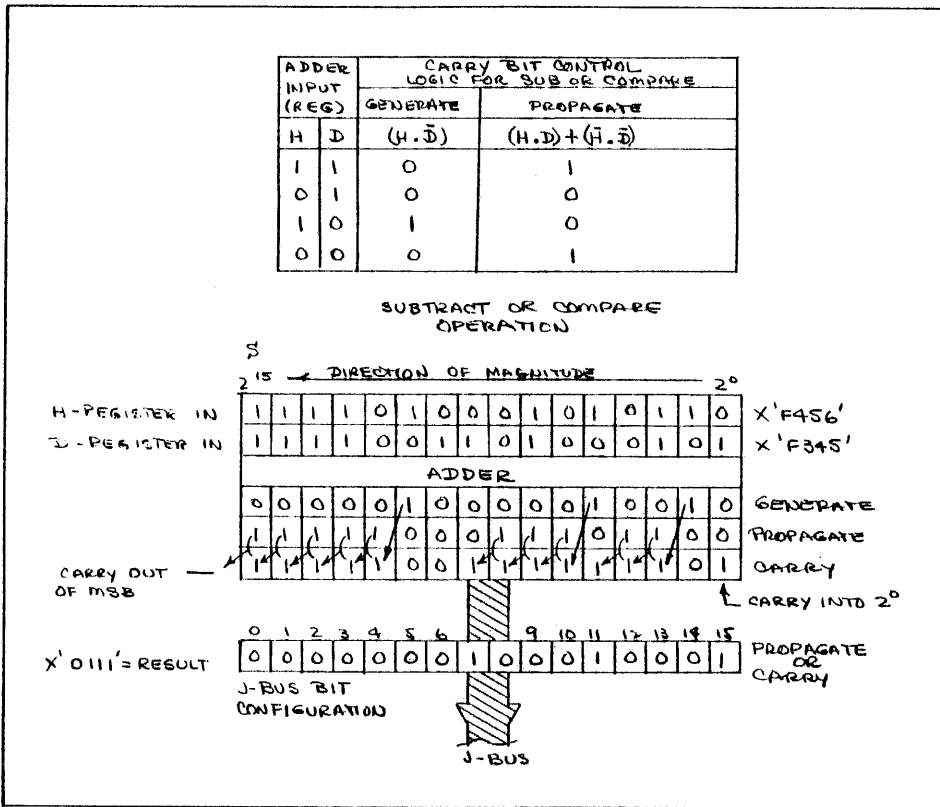 ADDER INPUT (REG)
CARRY BIT CONTROL
LOGIC FOR SUB OR COMPARE
GENERATE PROPAGATE
H D (H.D̄) (H.D)+(H̄.D̄)
1 1 0 1
0 1 0 0
1 0 1 0
0 0 0 1
SUBTRACT OR COMPARE
OPERATION
S
2¹⁵ DIRECTION OF MAGNITUDE 2⁰
H-REGISTER IN 1 1 1 1 0 1 0 0 0 1 0 1 0 1 1 0 X'F456'
D-REGISTER IN 1 1 1 1 0 0 1 1 0 1 0 0 0 1 0 1 X'F345'
ADDER
0 0 0 0 0 1 0 0 0 0 0 1 0 0 1 0 GENERATE
1 1 1 1 1 0 0 0 1 1 1 0 1 1 0 0 PROPAGATE
1 1 1 1 1 0 0 1 1 1 1 1 1 1 0 1 CARRY
CARRY OUT
OF MSB
CARRY INTO 2⁰
0 1 2 3 4 5 6 9 10 11 12 13 14 15
X'0111'=RESULT 0 0 0 0 0 0 0 1 0 0 0 1 0 0 0 1 PROPAGATE
OR
CARRY
J-BUS BIT
CONFIGURATION
J-BUS